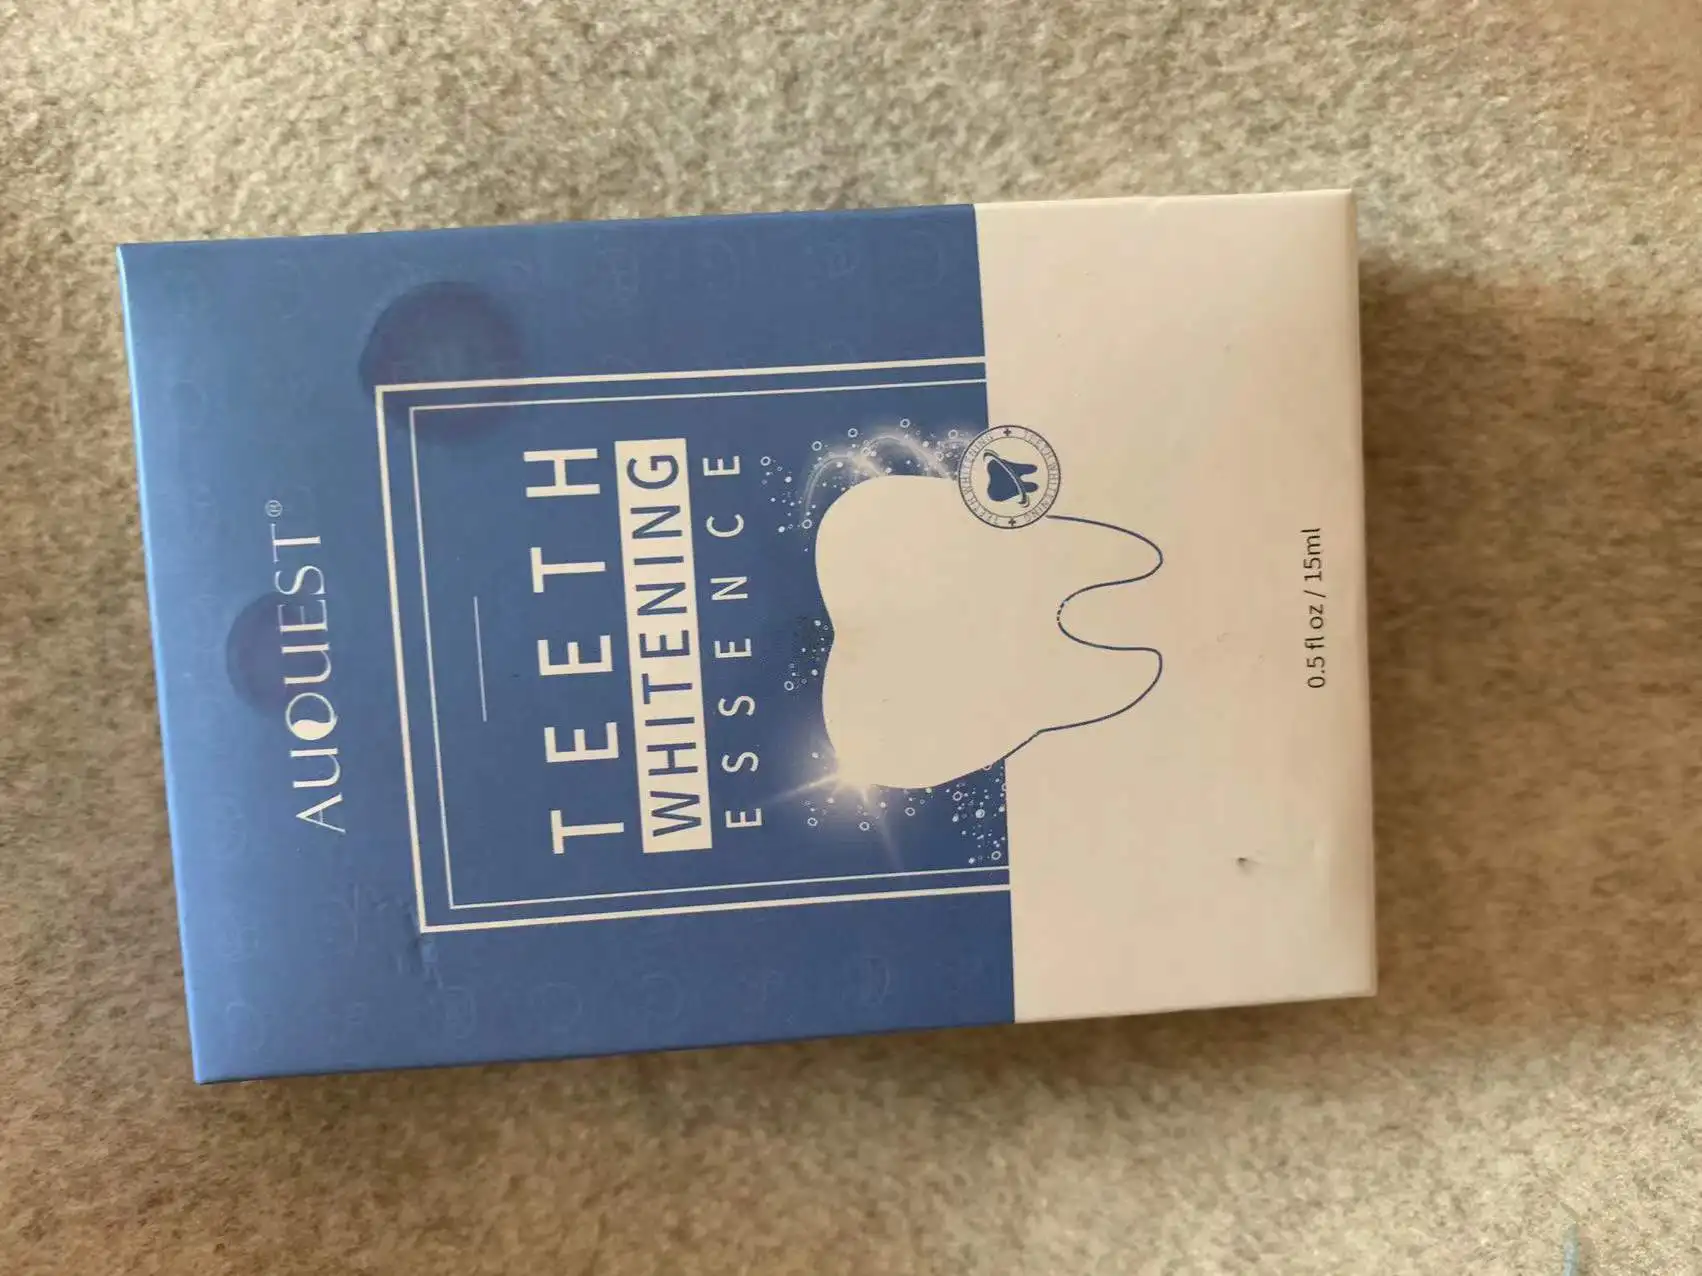 AUQUEST®
TEETH
WHITENING
ESSENCE
0.5 fl oz / 15ml